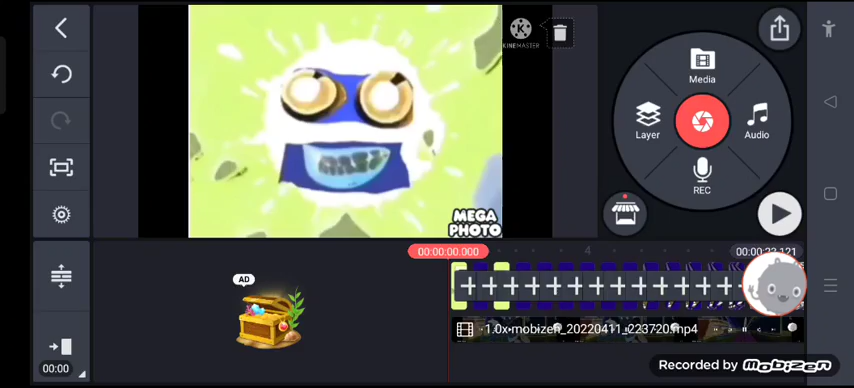 KINEMASTER
Media
Layer
Audio
REC
MEGA
PHOTO
00:00:00.000
4
00:00:23.121
AD
1.0x•mobizen_20220411_223720
.mp4
00:00
Recorded by MOBIZEN